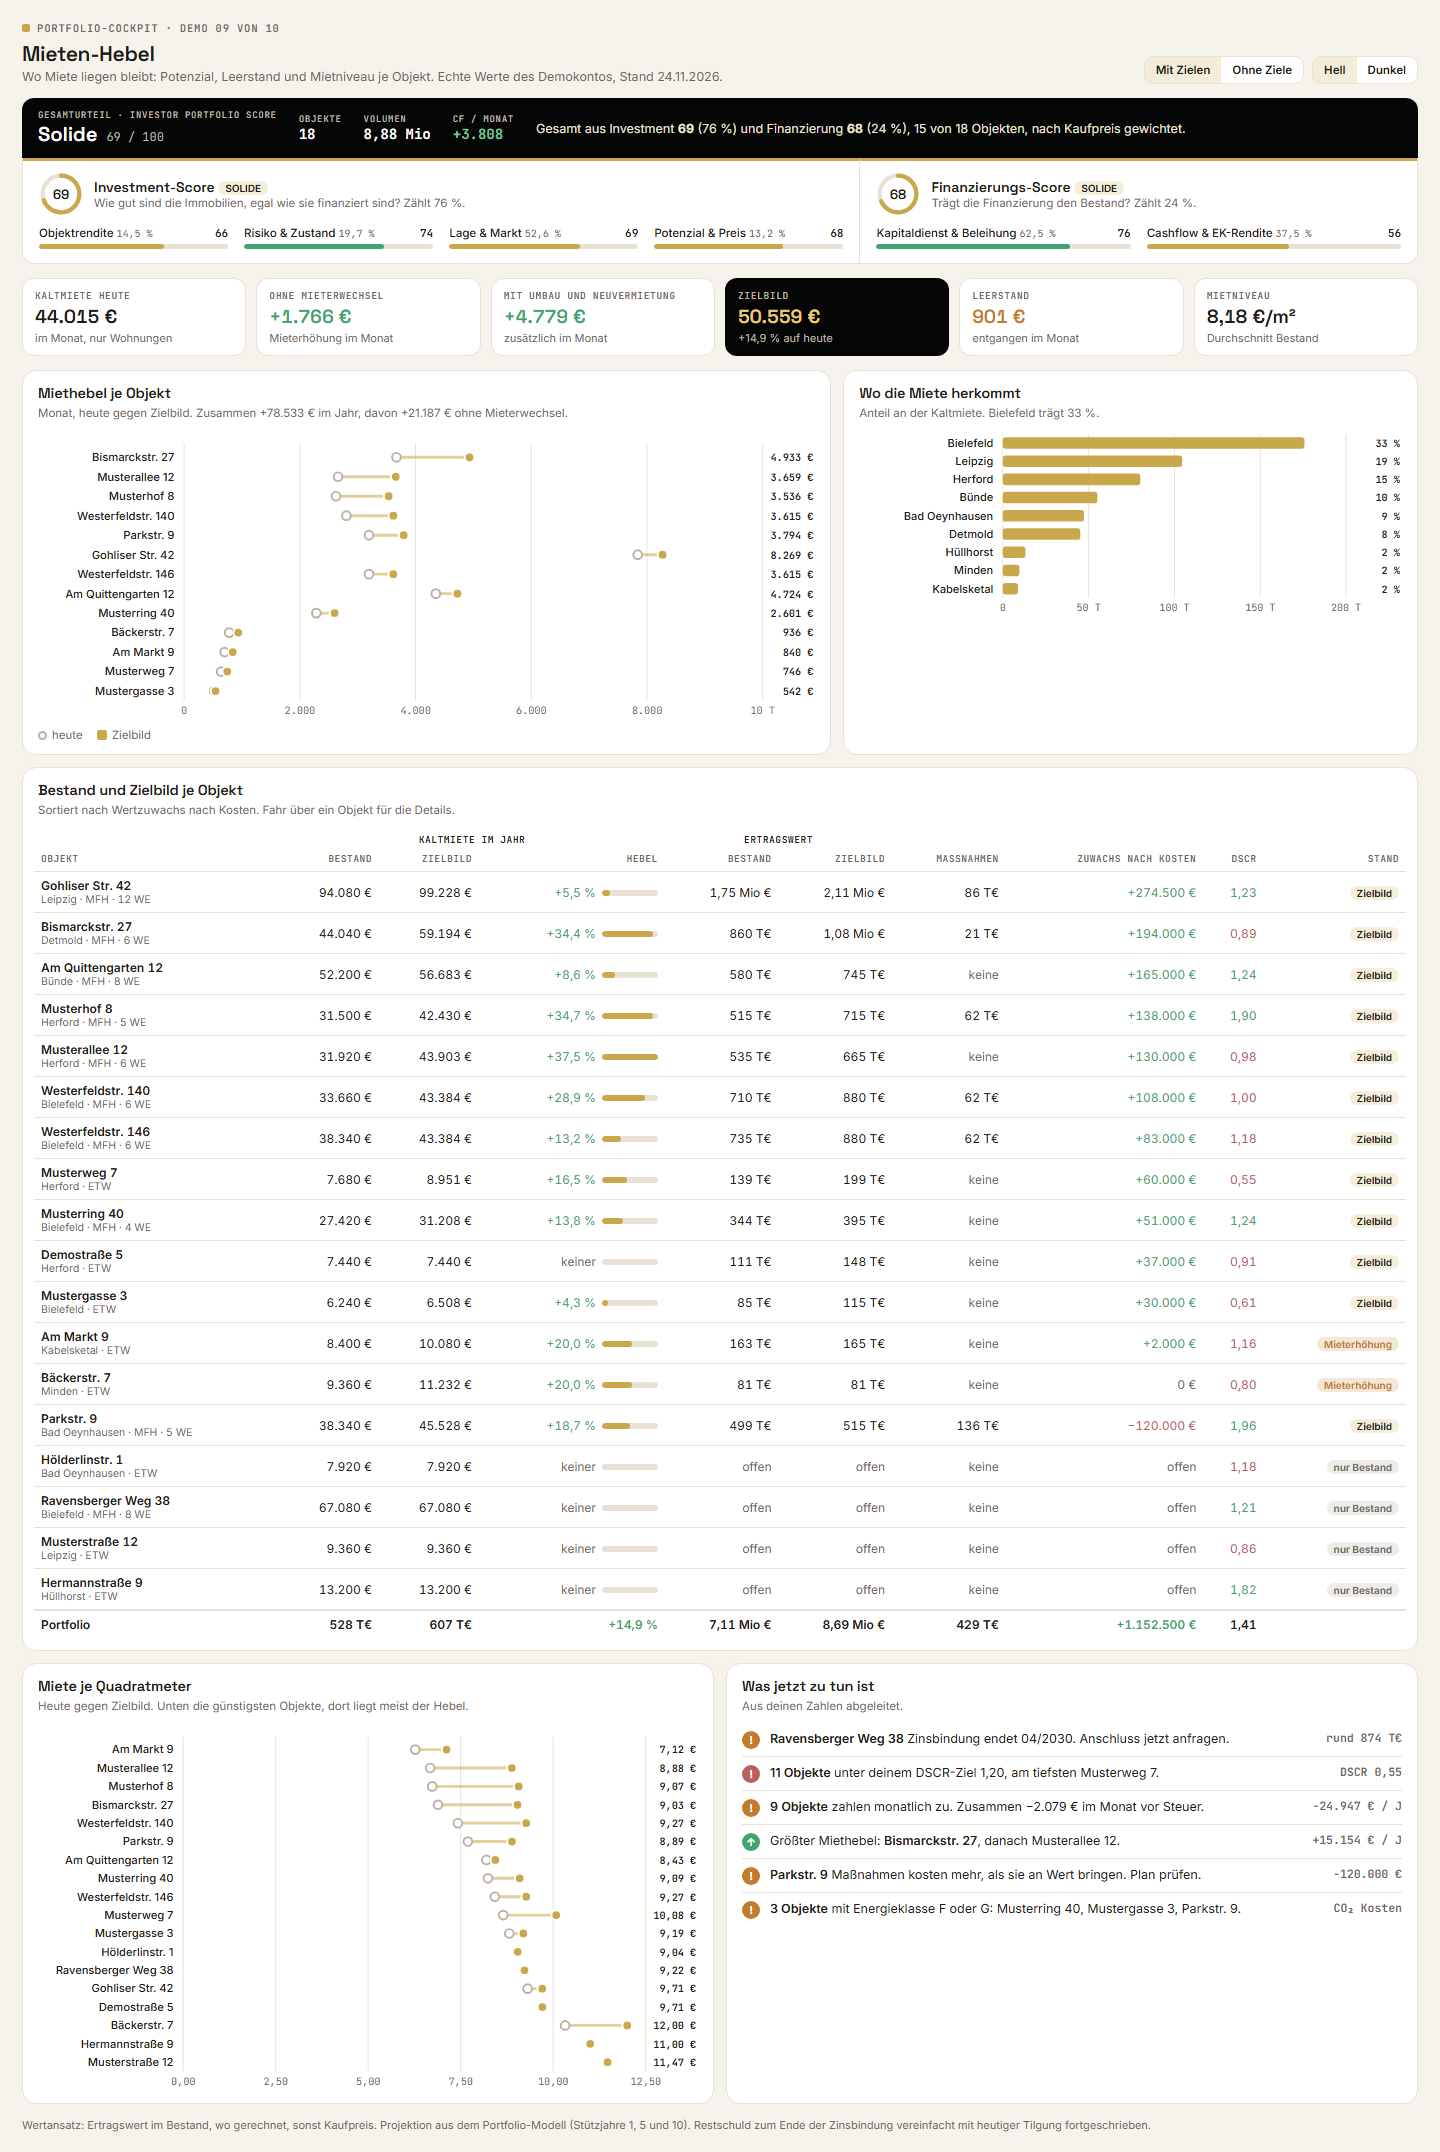 PORTFOLIO-COCKPIT · DEMO 09 VON 10
Mieten-Hebel
Wo Miete liegen bleibt: Potenzial, Leerstand und Mietniveau je Objekt. Echte Werte des Demokontos, Stand 24.11.2026.
Mit Zielen Ohne Ziele Hell Dunkel
GESAMTURTEIL · INVESTOR PORTFOLIO SCORE
Solide 69 / 100
OBJEKTE
18
VOLUMEN
8,88 Mio
CF / MONAT
+3.808
Gesamt aus Investment 69 (76 %) und Finanzierung 68 (24 %), 15 von 18 Objekten, nach Kaufpreis gewichtet.
69
Investment-Score SOLIDE
Wie gut sind die Immobilien, egal wie sie finanziert sind? Zählt 76 %.
Objektrendite 14,5 % 66
Risiko & Zustand 19,7 % 74
Lage & Markt 52,6 % 69
Potenzial & Preis 13,2 % 68
68
Finanzierungs-Score SOLIDE
Trägt die Finanzierung den Bestand? Zählt 24 %.
Kapitaldienst & Beleihung 62,5 % 76
Cashflow & EK-Rendite 37,5 % 56
KALTMIETE HEUTE
44.015 €
im Monat, nur Wohnungen
OHNE MIETERWECHSEL
+1.766 €
Mieterhöhung im Monat
MIT UMBAU UND NEUVERMIETUNG
+4.779 €
zusätzlich im Monat
ZIELBILD
50.559 €
+14,9 % auf heute
LEERSTAND
901 €
entgangen im Monat
MIETNIVEAU
8,18 €/m²
Durchschnitt Bestand
Miethebel je Objekt
Monat, heute gegen Zielbild. Zusammen +78.533 € im Jahr, davon +21.187 € ohne Mieterwechsel.
Bismarckstr. 27 4.933 €
Musterallee 12 3.659 €
Musterhof 8 3.536 €
Westerfeldstr. 140 3.615 €
Parkstr. 9 3.794 €
Gohliser Str. 42 8.269 €
Westerfeldstr. 146 3.615 €
Am Quittengarten 12 4.724 €
Musterring 40 2.601 €
Bäckerstr. 7 936 €
Am Markt 9 840 €
Musterweg 7 746 €
Mustergasse 3 542 €
0 2.000 4.000 6.000 8.000 10 T
heute Zielbild
Wo die Miete herkommt
Anteil an der Kaltmiete. Bielefeld trägt 33 %.
Bielefeld 33 %
Leipzig 19 %
Herford 15 %
Bünde 10 %
Bad Oeynhausen 9 %
Detmold 8 %
Hüllhorst 2 %
Minden 2 %
Kabelsketal 2 %
0 50 T 100 T 150 T 200 T
Bestand und Zielbild je Objekt
Sortiert nach Wertzuwachs nach Kosten. Fahr über ein Objekt für die Details.
KALTMIETE IM JAHR ERTRAGSWERT
OBJEKT BESTAND ZIELBILD HEBEL BESTAND ZIELBILD MASSNAHMEN ZUWACHS NACH KOSTEN DSCR STAND
Gohliser Str. 42 94.080 € 99.228 € +5,5 % 1,75 Mio € 2,11 Mio € 86 T€ +274.500 € 1,23 Zielbild
Leipzig · MFH · 12 WE
Bismarckstr. 27 44.040 € 59.194 € +34,4 % 860 T€ 1,08 Mio € 21 T€ +194.000 € 0,89 Zielbild
Detmold · MFH · 6 WE
Am Quittengarten 12 52.200 € 56.683 € +8,6 % 580 T€ 745 T€ keine +165.000 € 1,24 Zielbild
Bünde · MFH · 8 WE
Musterhof 8 31.500 € 42.430 € +34,7 % 515 T€ 715 T€ 62 T€ +138.000 € 1,90 Zielbild
Herford · MFH · 5 WE
Musterallee 12 31.920 € 43.903 € +37,5 % 535 T€ 665 T€ keine +130.000 € 0,98 Zielbild
Herford · MFH · 6 WE
Westerfeldstr. 140 33.660 € 43.384 € +28,9 % 710 T€ 880 T€ 62 T€ +108.000 € 1,00 Zielbild
Bielefeld · MFH · 6 WE
Westerfeldstr. 146 38.340 € 43.384 € +13,2 % 735 T€ 880 T€ 62 T€ +83.000 € 1,18 Zielbild
Bielefeld · MFH · 6 WE
Musterweg 7 7.680 € 8.951 € +16,5 % 139 T€ 199 T€ keine +60.000 € 0,55 Zielbild
Herford · ETW
Musterring 40 27.420 € 31.208 € +13,8 % 344 T€ 395 T€ keine +51.000 € 1,24 Zielbild
Bielefeld · MFH · 4 WE
Demostraße 5 7.440 € 7.440 € keiner 111 T€ 148 T€ keine +37.000 € 0,91 Zielbild
Herford · ETW
Mustergasse 3 6.240 € 6.508 € +4,3 % 85 T€ 115 T€ keine +30.000 € 0,61 Zielbild
Bielefeld · ETW
Am Markt 9 8.400 € 10.080 € +20,0 % 163 T€ 165 T€ keine +2.000 € 1,16 Mieterhöhung
Kabelsketal · ETW
Bäckerstr. 7 9.360 € 11.232 € +20,0 % 81 T€ 81 T€ keine 0 € 0,80 Mieterhöhung
Minden · ETW
Parkstr. 9 38.340 € 45.528 € +18,7 % 499 T€ 515 T€ 136 T€ −120.000 € 1,96 Zielbild
Bad Oeynhausen · MFH · 5 WE
Hölderlinstr. 1 7.920 € 7.920 € keiner offen offen keine offen 1,18 nur Bestand
Bad Oeynhausen · ETW
Ravensberger Weg 38 67.080 € 67.080 € keiner offen offen keine offen 1,21 nur Bestand
Bielefeld · MFH · 8 WE
Musterstraße 12 9.360 € 9.360 € keiner offen offen keine offen 0,86 nur Bestand
Leipzig · ETW
Hermannstraße 9 13.200 € 13.200 € keiner offen offen keine offen 1,82 nur Bestand
Hüllhorst · ETW
Portfolio 528 T€ 607 T€ +14,9 % 7,11 Mio € 8,69 Mio € 429 T€ +1.152.500 € 1,41
Miete je Quadratmeter
Heute gegen Zielbild. Unten die günstigsten Objekte, dort liegt meist der Hebel.
Am Markt 9 7,12 €
Musterallee 12 8,88 €
Musterhof 8 9,07 €
Bismarckstr. 27 9,03 €
Westerfeldstr. 140 9,27 €
Parkstr. 9 8,89 €
Am Quittengarten 12 8,43 €
Musterring 40 9,09 €
Westerfeldstr. 146 9,27 €
Musterweg 7 10,08 €
Mustergasse 3 9,19 €
Hölderlinstr. 1 9,04 €
Ravensberger Weg 38 9,22 €
Gohliser Str. 42 9,71 €
Demostraße 5 9,71 €
Bäckerstr. 7 12,00 €
Hermannstraße 9 11,00 €
Musterstraße 12 11,47 €
0,00 2,50 5,00 7,50 10,00 12,50
Was jetzt zu tun ist
Aus deinen Zahlen abgeleitet.
! Ravensberger Weg 38 Zinsbindung endet 04/2030. Anschluss jetzt anfragen. rund 874 T€
! 11 Objekte unter deinem DSCR-Ziel 1,20, am tiefsten Musterweg 7. DSCR 0,55
! 9 Objekte zahlen monatlich zu. Zusammen −2.079 € im Monat vor Steuer. -24.947 € / J
Größter Miethebel: Bismarckstr. 27, danach Musterallee 12. +15.154 € / J
! Parkstr. 9 Maßnahmen kosten mehr, als sie an Wert bringen. Plan prüfen. -120.000 €
! 3 Objekte mit Energieklasse F oder G: Musterring 40, Mustergasse 3, Parkstr. 9. CO₂ Kosten
Wertansatz: Ertragswert im Bestand, wo gerechnet, sonst Kaufpreis. Projektion aus dem Portfolio-Modell (Stützjahre 1, 5 und 10). Restschuld zum Ende der Zinsbindung vereinfacht mit heutiger Tilgung fortgeschrieben.